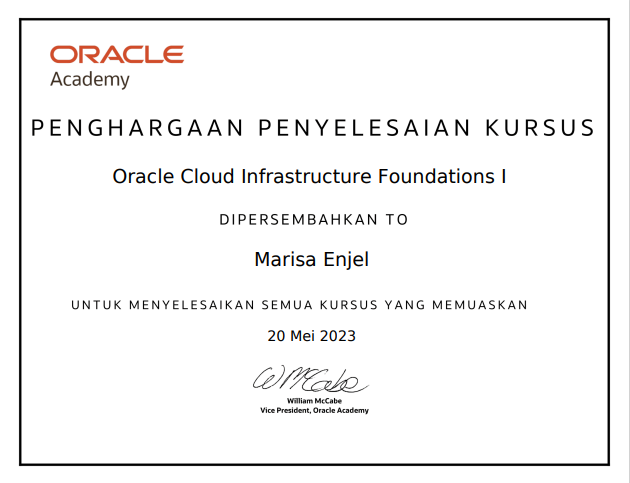 ORACLE
Academy
PENGHARGAAN PENYELESAIAN KURSUS
Oracle Cloud Infrastructure Foundations I
DIPERSEMBAHKAN TO
Marisa Enjel
UNTUK MENYELESAIKAN SEMUA KURSUS YANG MEMUASKAN
20 Mei 2023
WMcCabe
William McCabe
Vice President, Oracle Academy